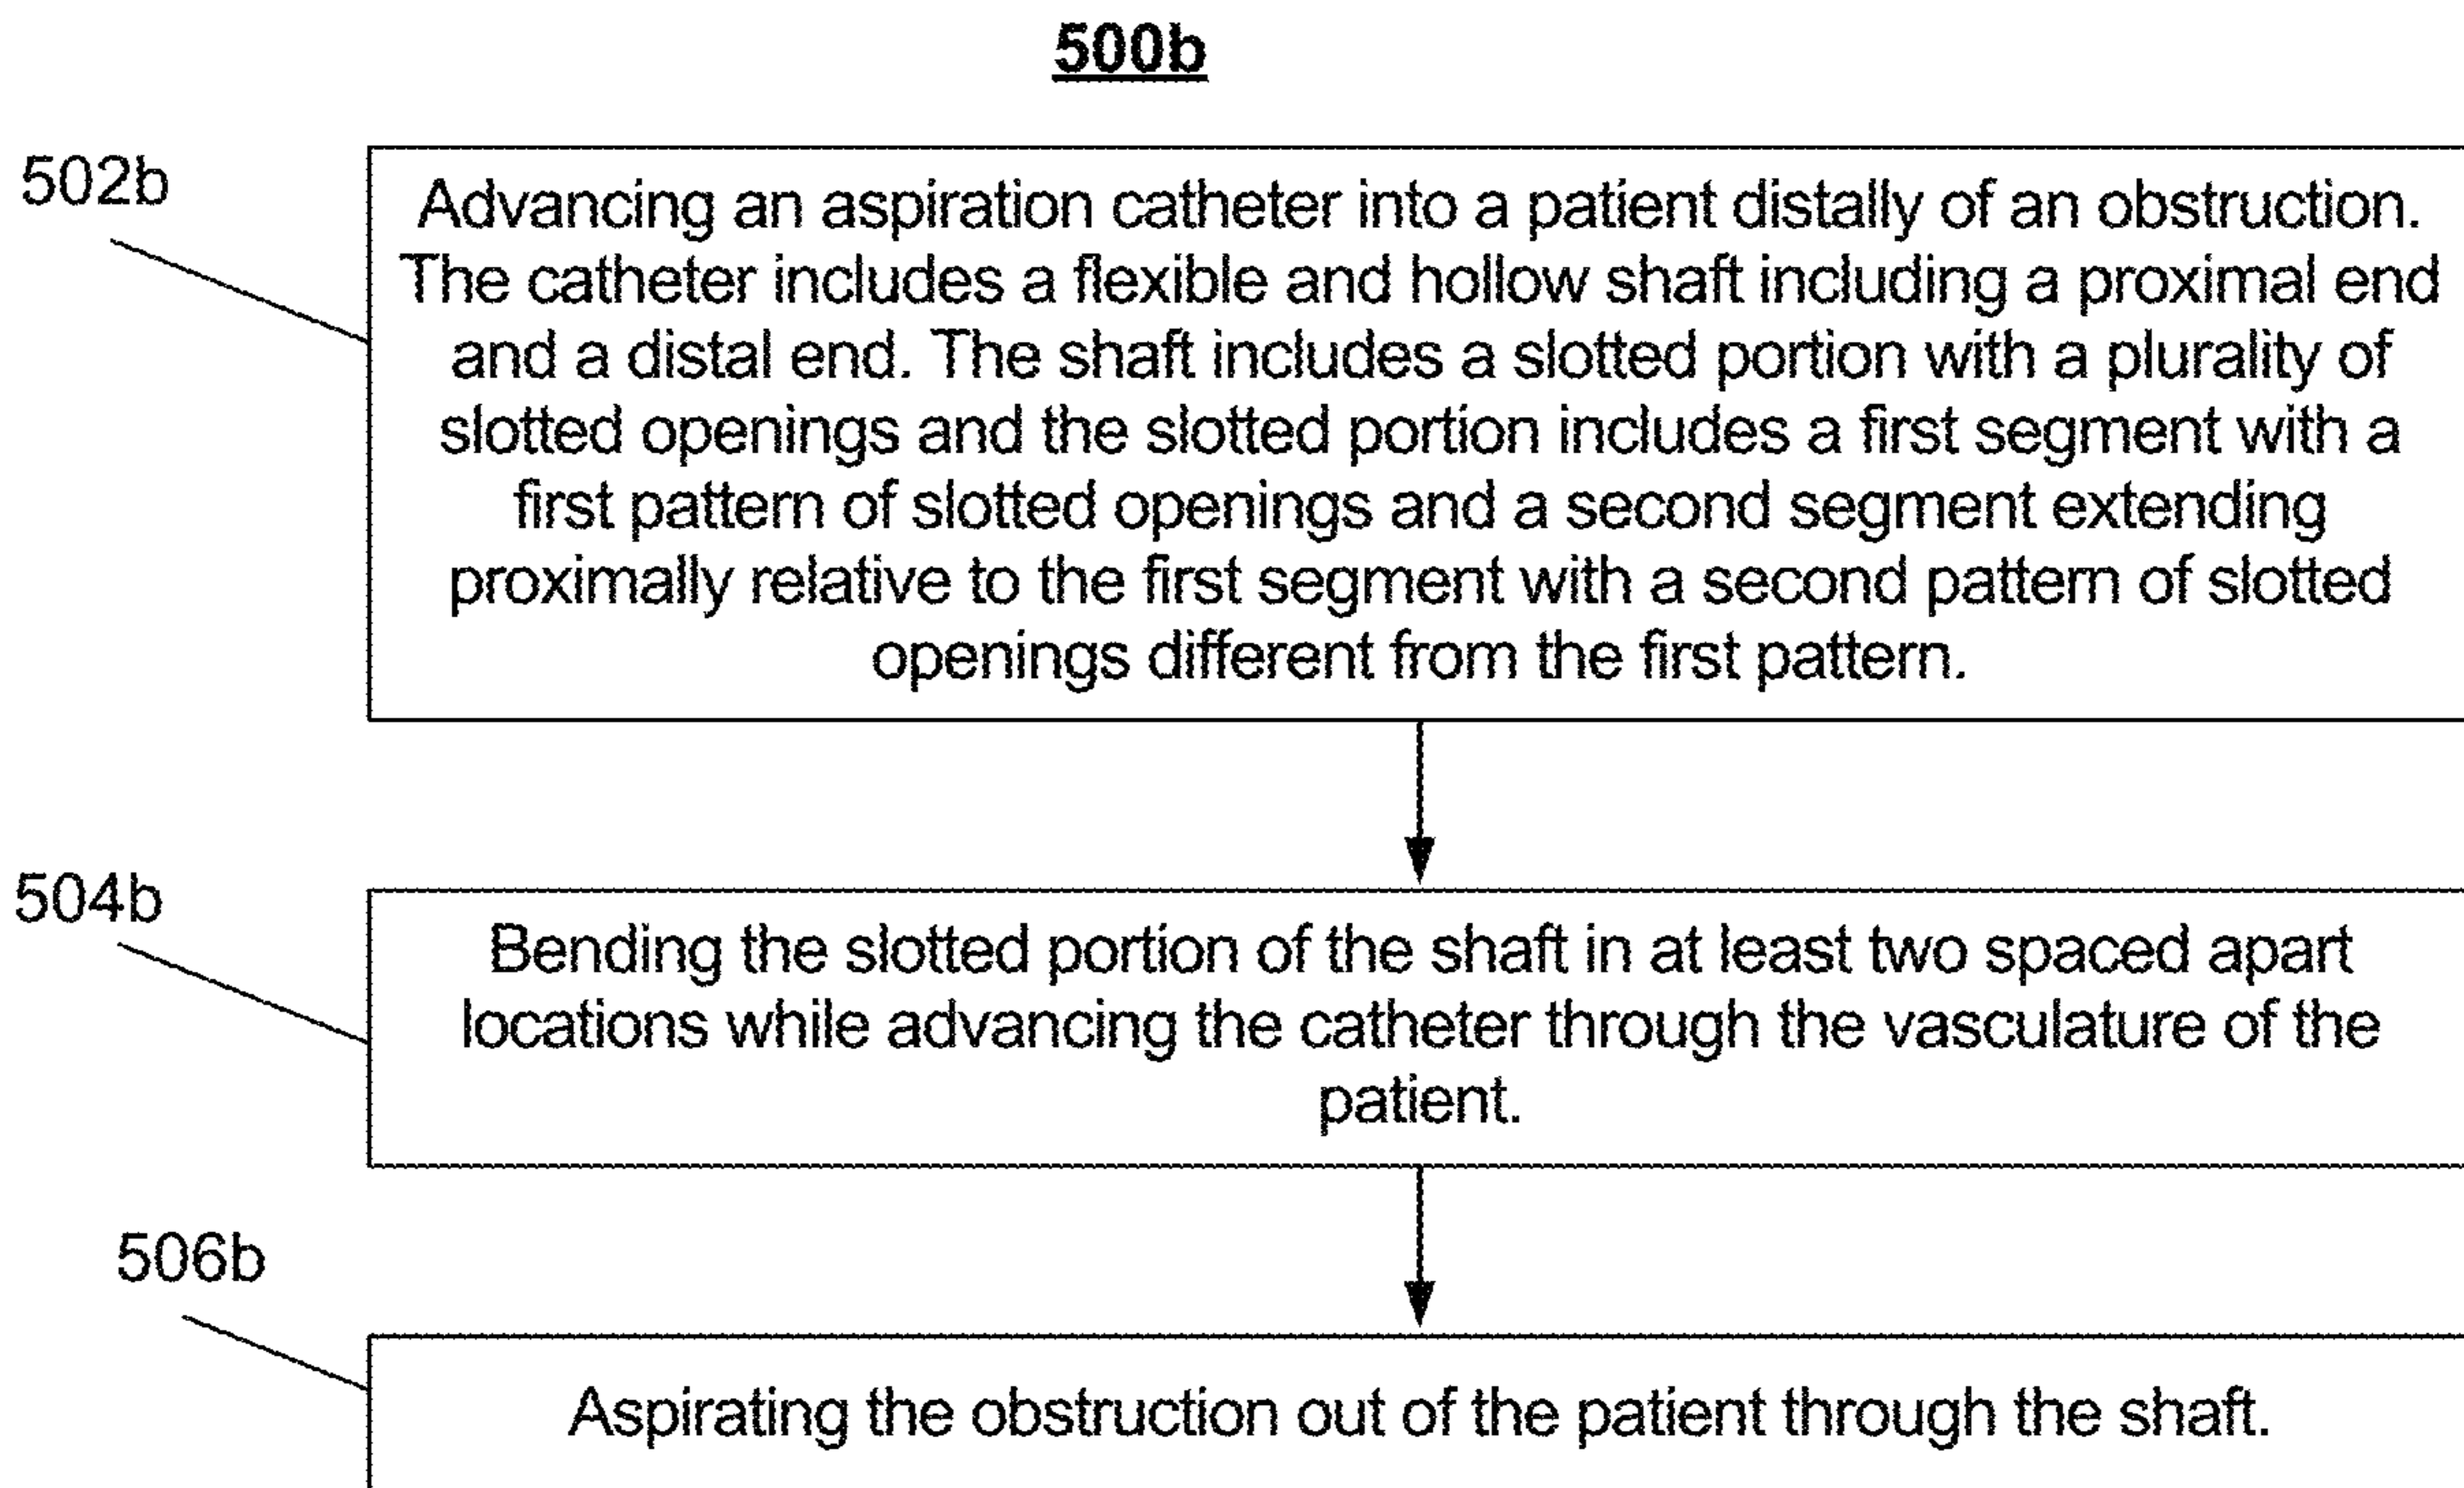 500b
502b
Advancing an aspiration catheter into a patient distally of an obstruction.
The catheter includes a flexible and hollow shaft including a proximal end
and a distal end. The shaft includes a slotted portion with a plurality of
slotted openings and the slotted portion includes a first segment with a
first pattern of slotted openings and a second segment extending
proximally relative to the first segment with a second pattern of slotted
openings different from the first pattern.
504b
Bending the slotted portion of the shaft in at least two spaced apart
locations while advancing the catheter through the vasculature of the
patient.
506b
Aspirating the obstruction out of the patient through the shaft.